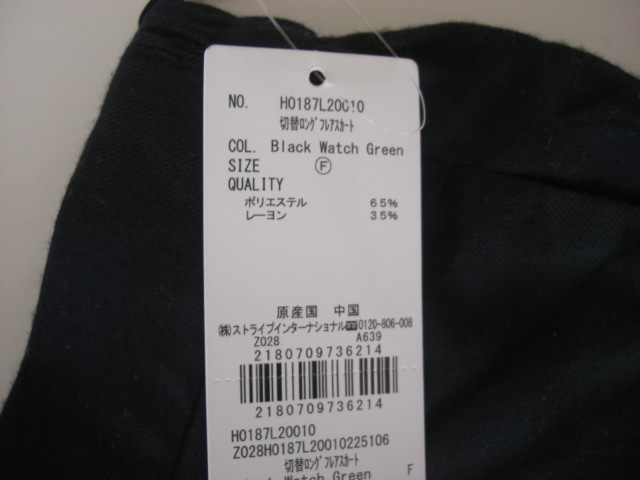 NO. H0187L20010
切替ﾛﾝｸﾞﾌﾚｱｽｶｰﾄ
COL. Black Watch Green
SIZE Ⓕ
QUALITY
ポリエステル 65%
レーヨン 35%
原産国 中国
㈱ストライプインターナショナル 0120-806-008
Z028 A639
2180709736214
2180709736214
H0187L20010
Z028H0187L20010225106
切替ﾛﾝｸﾞﾌﾚｱｽｶｰﾄ
Black Watch Green F